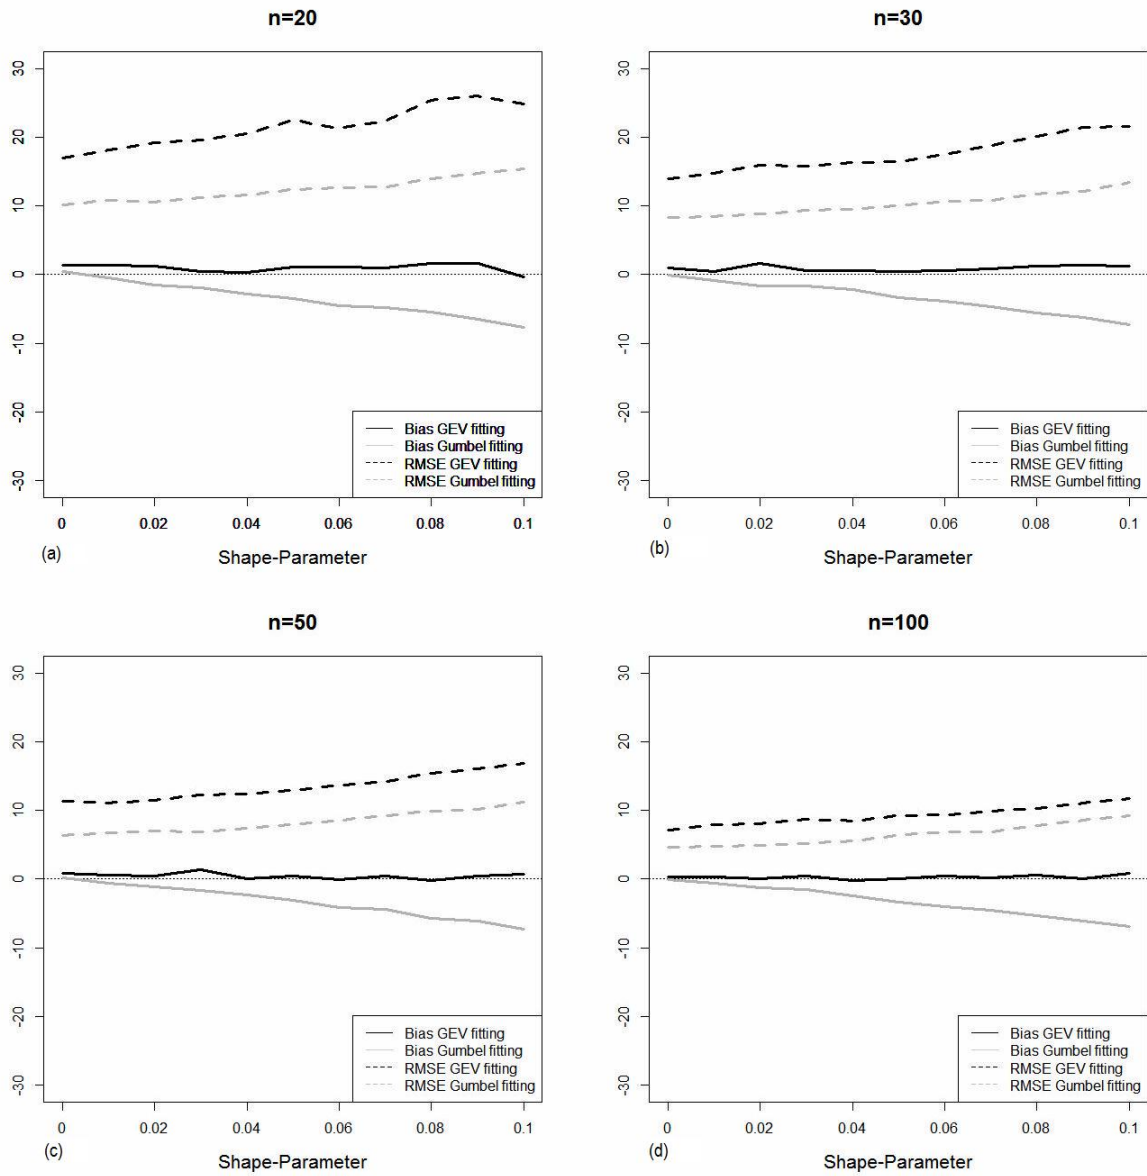 n=20
30
20
10
0
-10
-20
-30
Bias GEV fitting
Bias Gumbel fitting
RMSE GEV fitting
RMSE Gumbel fitting
0 0.02 0.04 0.06 0.08 0.1
(a)
Shape-Parameter
n=30
30
20
10
0
-10
-20
-30
Bias GEV fitting
Bias Gumbel fitting
RMSE GEV fitting
RMSE Gumbel fitting
0 0.02 0.04 0.06 0.08 0.1
(b)
Shape-Parameter
n=50
30
20
10
0
-10
-20
-30
Bias GEV fitting
Bias Gumbel fitting
RMSE GEV fitting
RMSE Gumbel fitting
0 0.02 0.04 0.06 0.08 0.1
(c)
Shape-Parameter
n=100
30
20
10
0
-10
-20
-30
Bias GEV fitting
Bias Gumbel fitting
RMSE GEV fitting
RMSE Gumbel fitting
0 0.02 0.04 0.06 0.08 0.1
(d)
Shape-Parameter